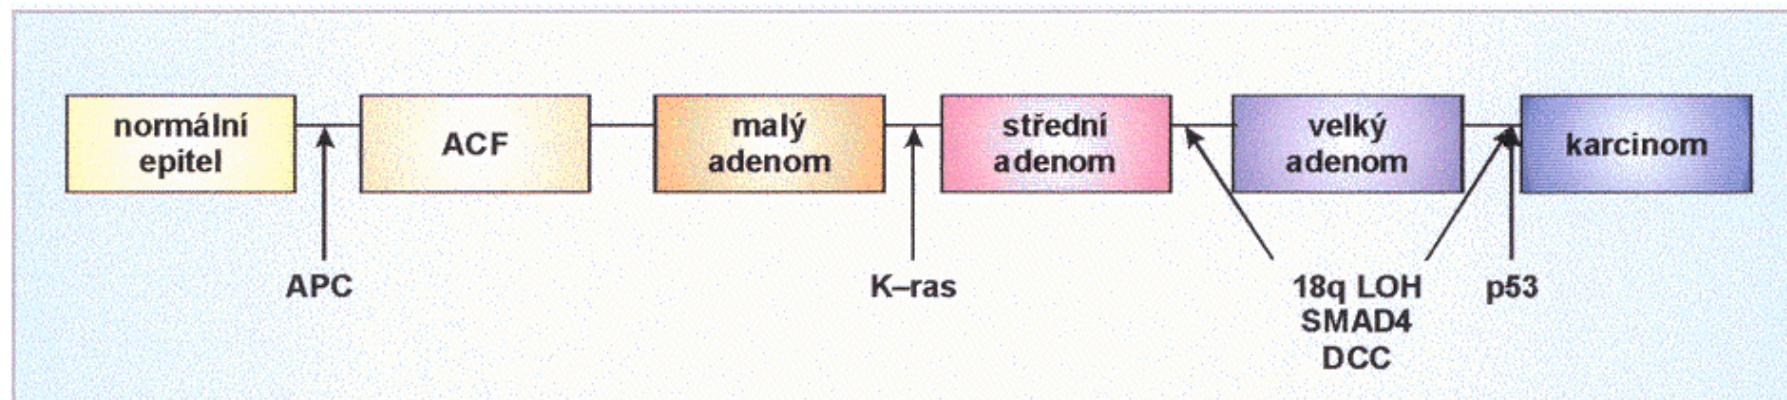 normální
epitel
ACF
malý
adenom
střední
adenom
velký
adenom
karcinom
APC
K–ras
18q LOH
SMAD4
DCC
p53